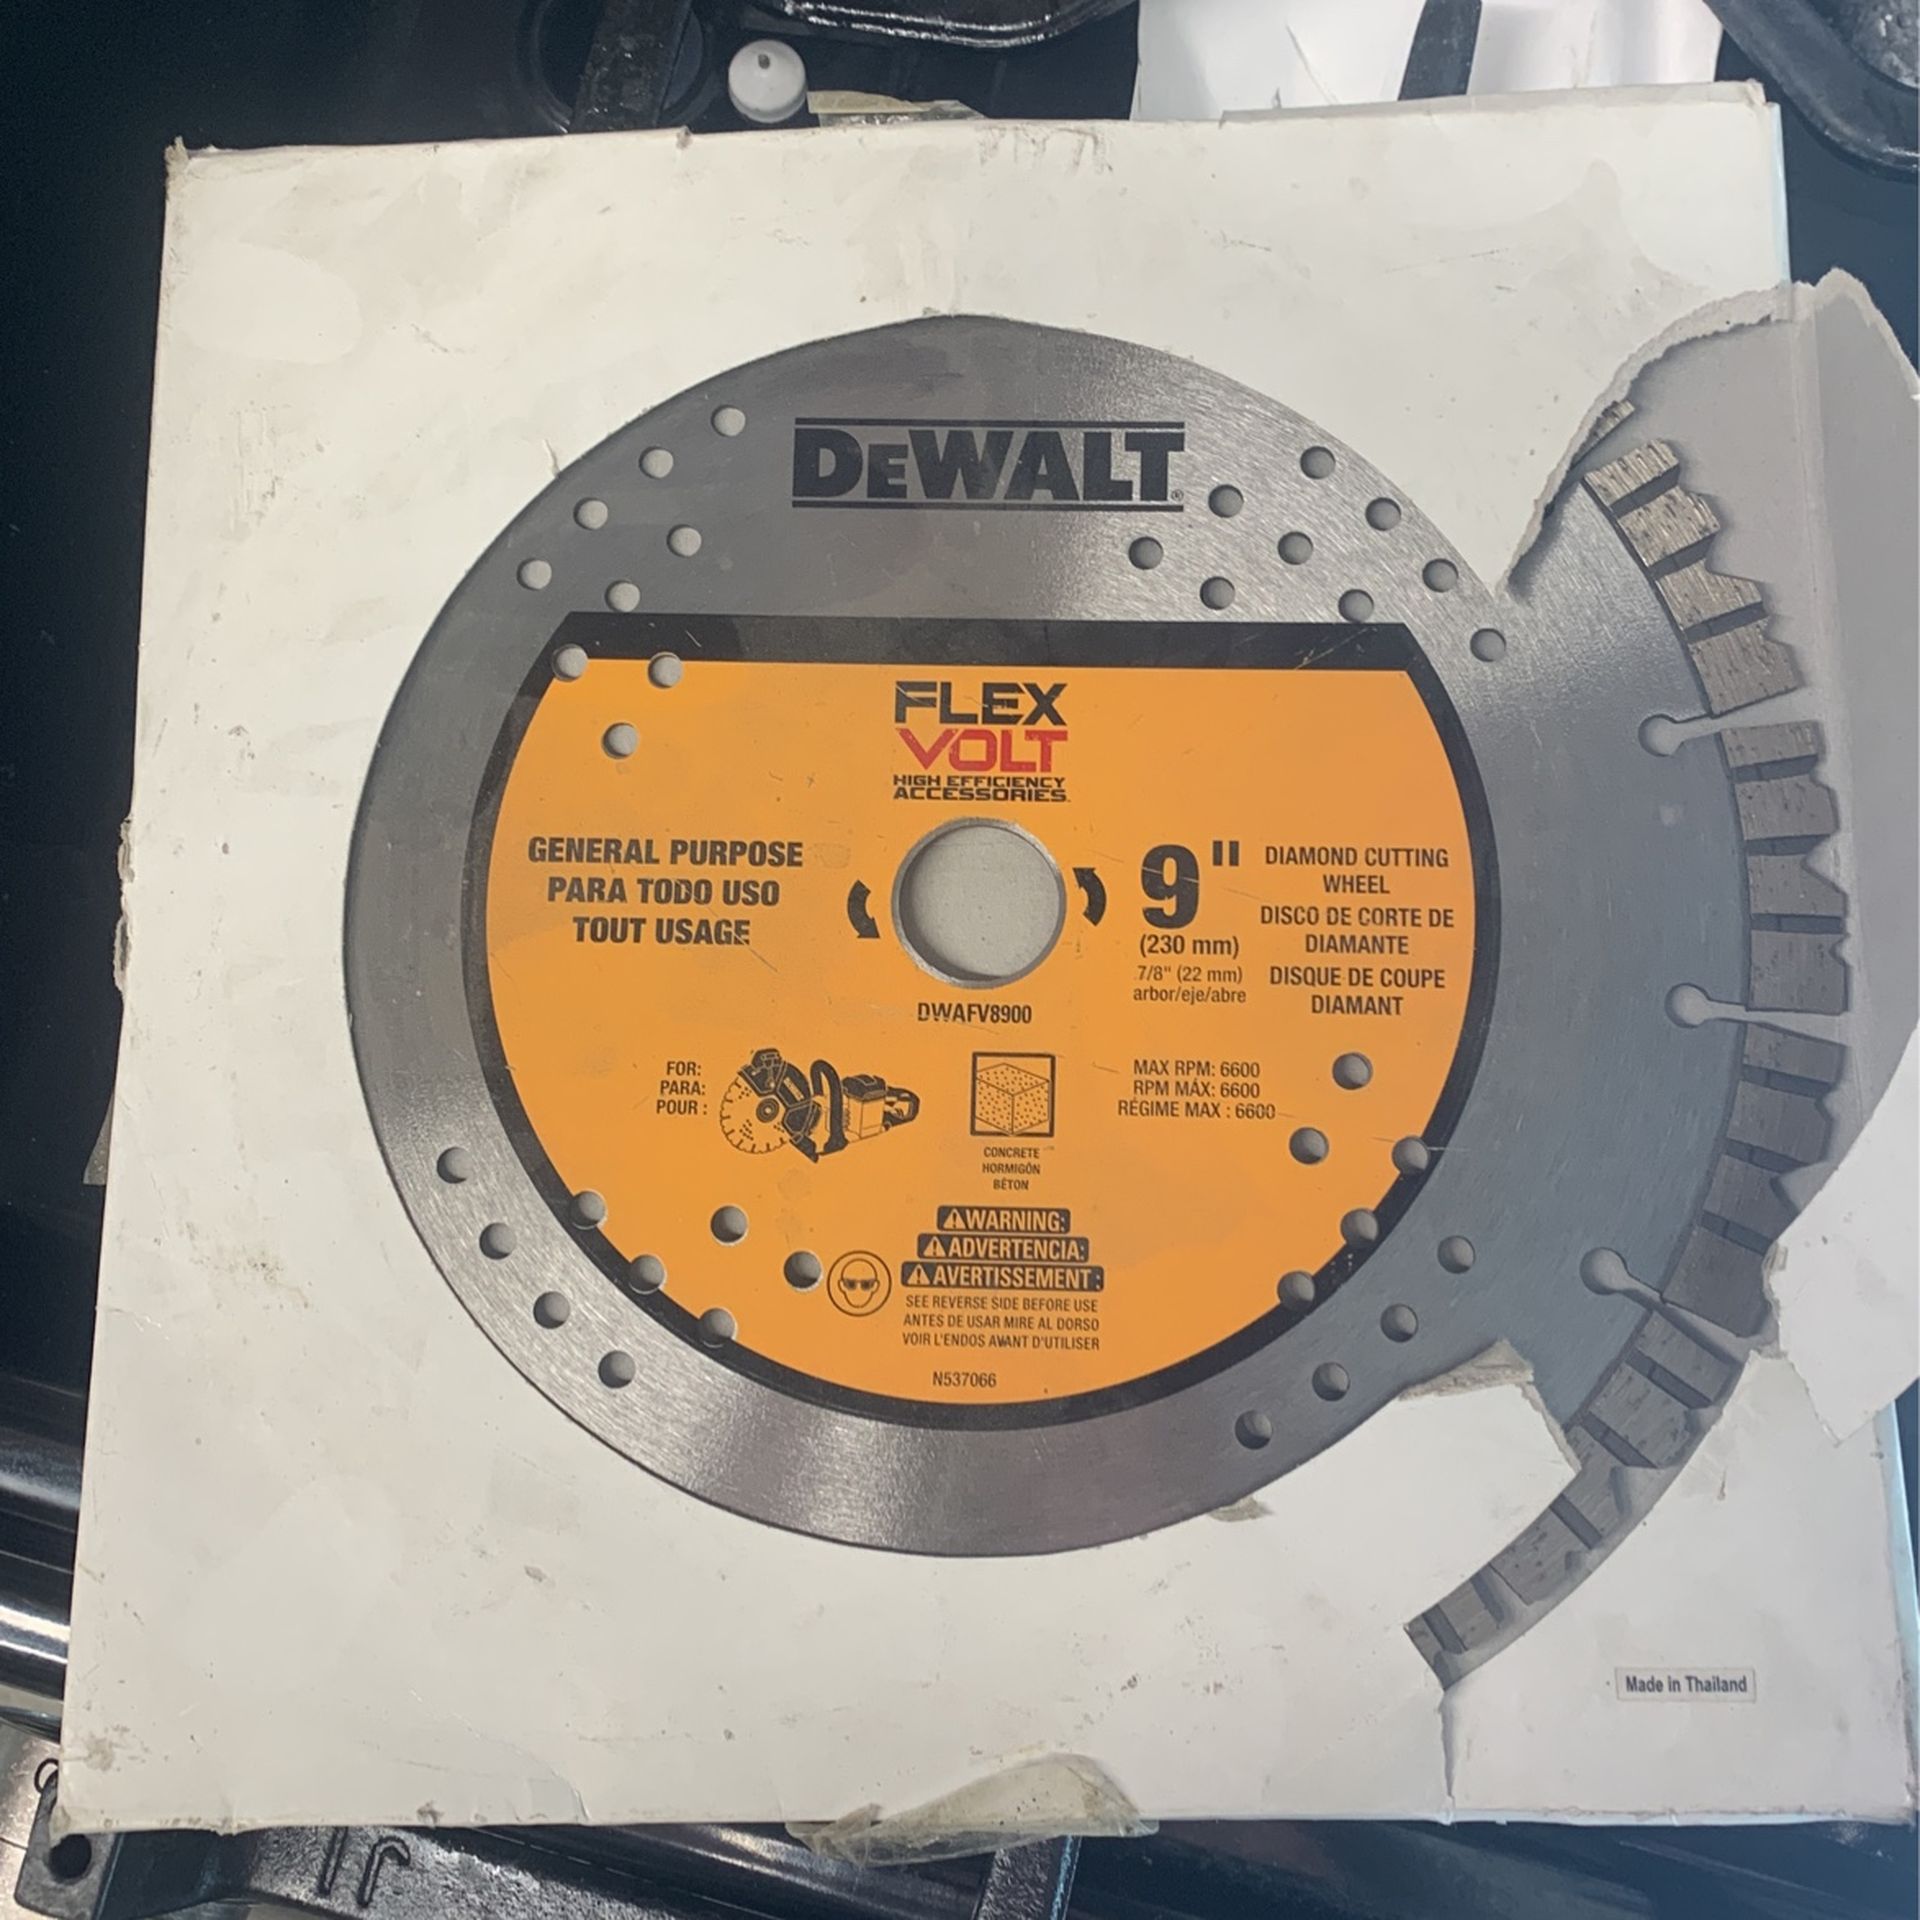 DEWALT®
FLEX
VOLT
HIGH EFFICIENCY
ACCESSORIES
GENERAL PURPOSE
PARA TODO USO
TOUT USAGE
9"
(230 mm)
7/8" (22 mm)
arbor/eje/abre
DIAMOND CUTTING
WHEEL
DISCO DE CORTE DE
DIAMANTE
DISQUE DE COUPE
DIAMANT
DWAFV8900
FOR:
PARA:
POUR :
CONCRETE
HORMIGÓN
BÉTON
MAX RPM: 6600
RPM MÁX: 6600
RÉGIME MAX : 6600
WARNING:
ADVERTENCIA:
AVERTISSEMENT :
SEE REVERSE SIDE BEFORE USE
ANTES DE USAR MIRE AL DORSO
VOIR L'ENDOS AVANT D'UTILISER
N537066
Made in Thailand